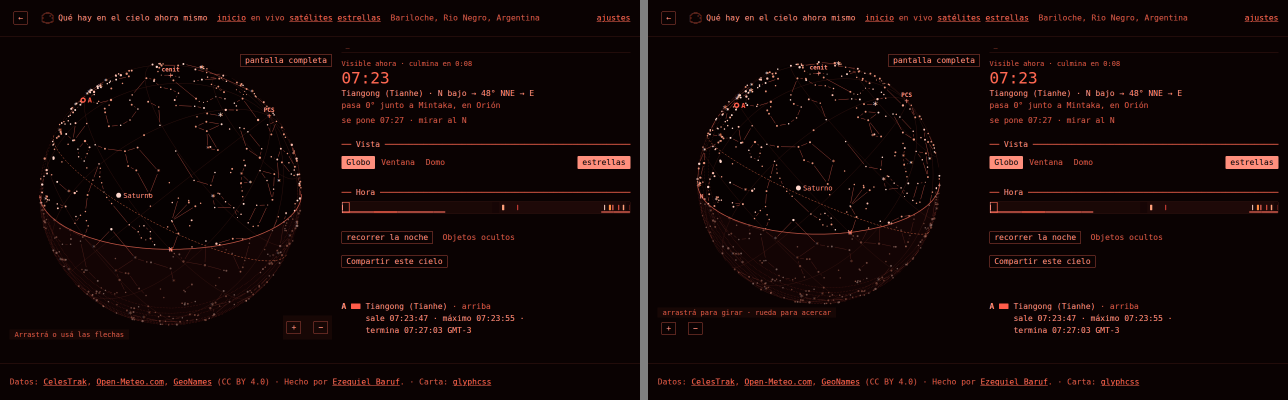 ← Qué hay en el cielo ahora mismo inicio en vivo satélites estrellas Bariloche, Rio Negro, Argentina ajustes
pantalla completa
cenit
A
PCS
Saturno
Arrastrá o usá las flechas
+ −
Visible ahora · culmina en 0:08
07:23
Tiangong (Tianhe) · N bajo → 48° NNE → E
pasa 0° junto a Mintaka, en Orión
se pone 07:27 · mirar al N
Vista
Globo Ventana Domo estrellas
Hora
recorrer la noche Objetos ocultos
Compartir este cielo
A Tiangong (Tianhe) · arriba
sale 07:23:47 · máximo 07:23:55 ·
termina 07:27:03 GMT-3
Datos: CelesTrak, Open-Meteo.com, GeoNames (CC BY 4.0) · Hecho por Ezequiel Baruf. · Carta: glyphcss
← Qué hay en el cielo ahora mismo inicio en vivo satélites estrellas Bariloche, Rio Negro, Argentina ajustes
pantalla completa
cenit
A
PCS
Saturno
arrastrá para girar · rueda para acercar
+ −
Visible ahora · culmina en 0:08
07:23
Tiangong (Tianhe) · N bajo → 48° NNE → E
pasa 0° junto a Mintaka, en Orión
se pone 07:27 · mirar al N
Vista
Globo Ventana Domo estrellas
Hora
recorrer la noche Objetos ocultos
Compartir este cielo
A Tiangong (Tianhe) · arriba
sale 07:23:47 · máximo 07:23:55 ·
termina 07:27:03 GMT-3
Datos: CelesTrak, Open-Meteo.com, GeoNames (CC BY 4.0) · Hecho por Ezequiel Baruf. · Carta: glyphcss